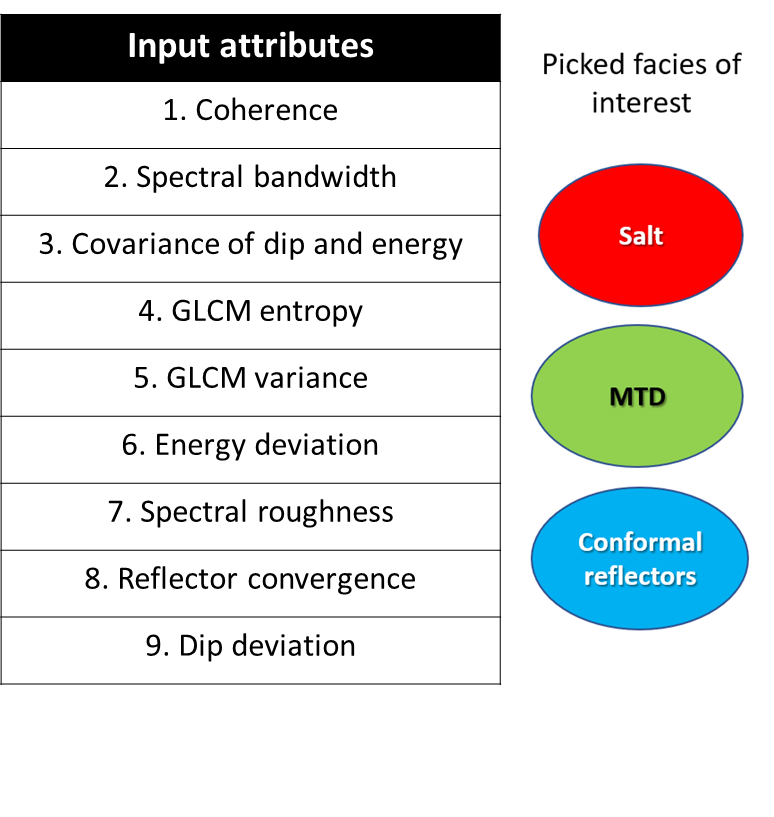 Input attributes
1. Coherence
2. Spectral bandwidth
3. Covariance of dip and energy
4. GLCM entropy
5. GLCM variance
6. Energy deviation
7. Spectral roughness
8. Reflector convergence
9. Dip deviation
Picked facies of
interest
Salt
MTD
Conformal
reflectors